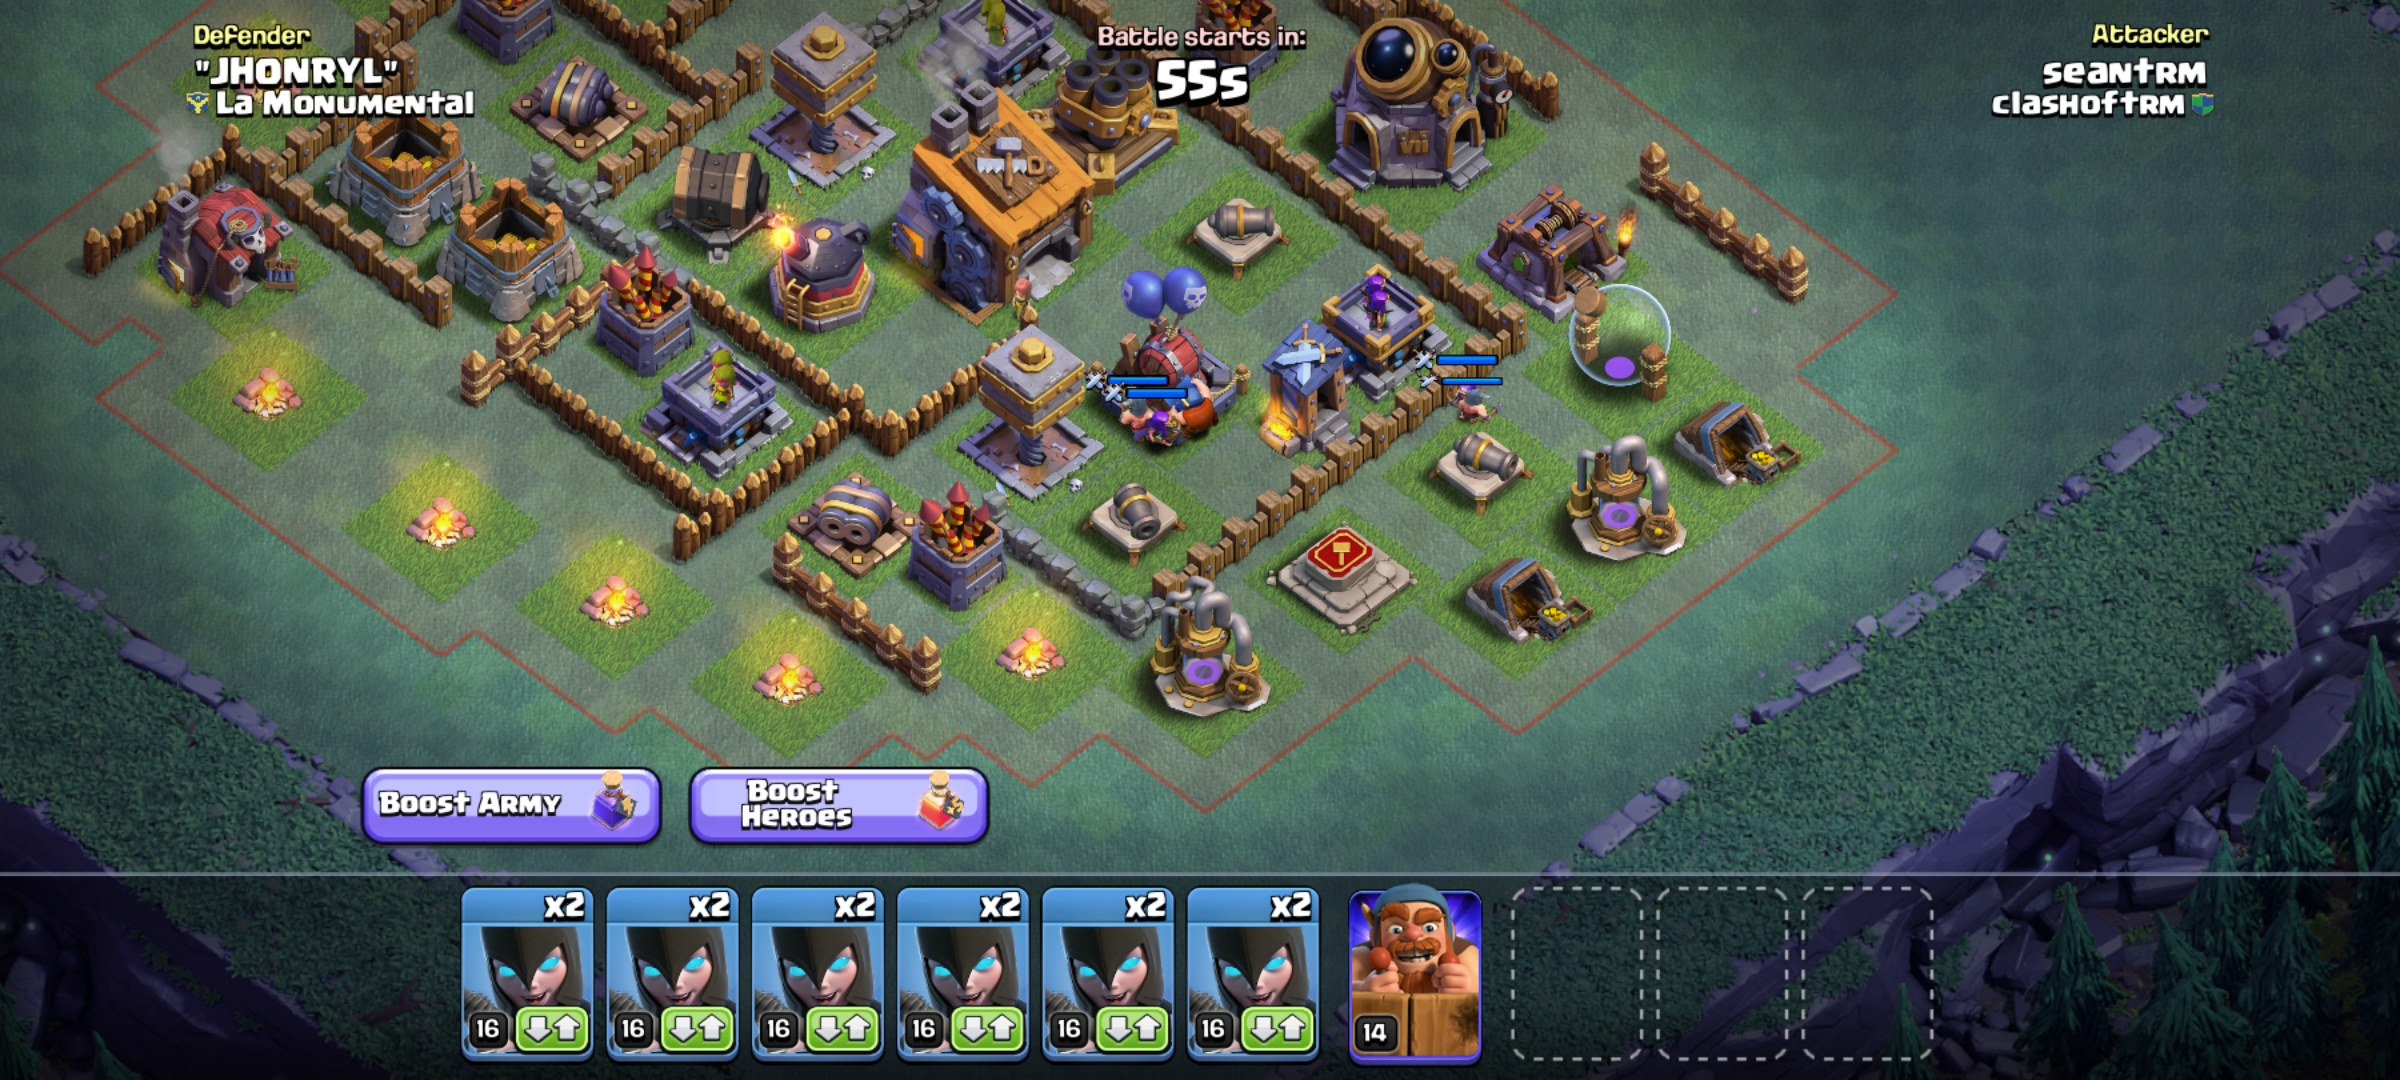 Defender
"JHONRYL"
La Monumental
Battle starts in:
55s
Attacker
seantRM
clashoftRM
VII
Boost Army
Boost
Heroes
x2
x2
x2
x2
x2
x2
16
16
16
16
16
16
14